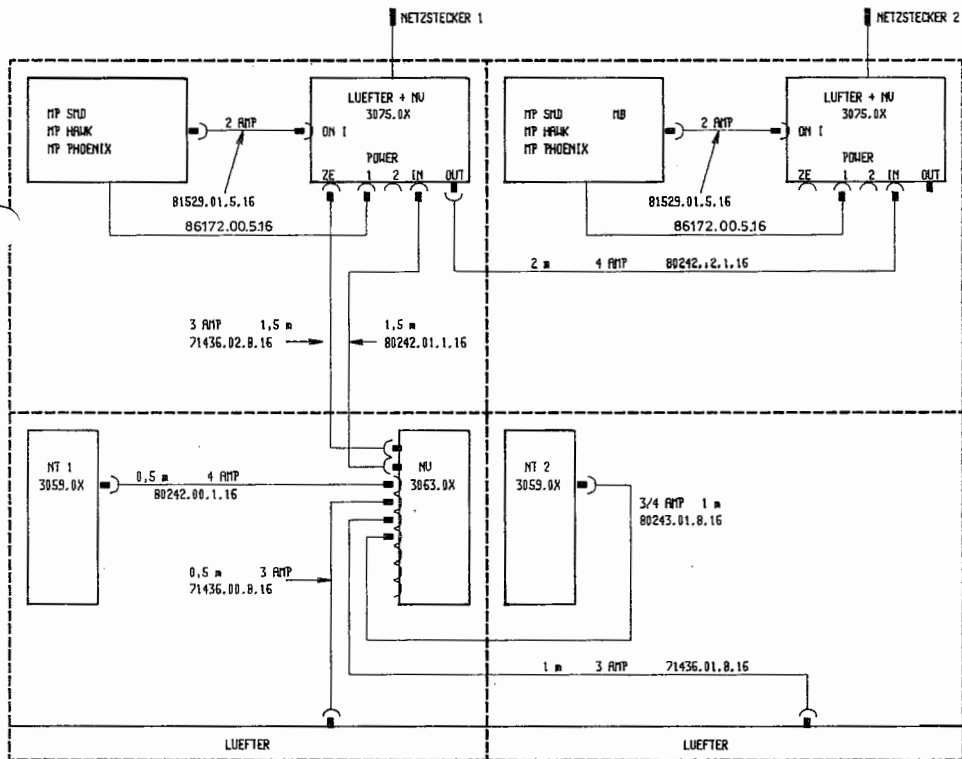 NETZSTECKER 1
NETZSTECKER 2
MP SMD
MP HAWK
MP PHOENIX
2 AMP
LUEFTER + NV
3075.0X
ON I
POWER
ZE 1 2 IN OUT
81529.01.5.16
86172.00.5.16
MP SMD MB
MP HAWK
MP PHOENIX
2 AMP
LUEFTER + NV
3075.0X
ON I
POWER
ZE 1 2 IN OUT
81529.01.5.16
86172.00.5.16
2 m 4 AMP
3 AMP 1,5 m
71436.02.8.16
1,5 m
80242.01.1.16
NT 1
3059.0X
0,5 m 4 AMP
80242.00.1.16
NV
3063.0X
NT 2
3059.0X
3/4 AMP 1 m
80243.01.8.16
0,5 m 3 AMP
71436.00.8.16
1 m 3 AMP 71436.01.8.16
LUEFTER
LUEFTER